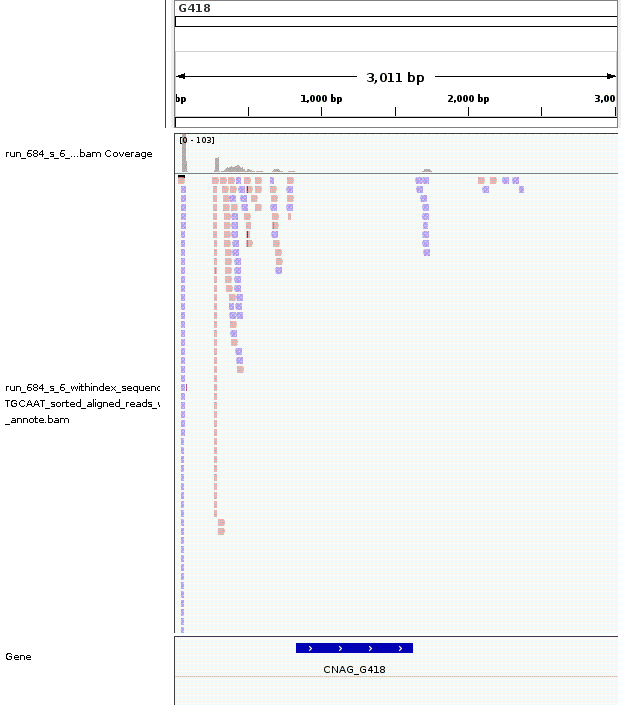 G418
3,011 bp
bp 1,000 bp 2,000 bp 3,00
[0 - 103]
run_684_s_6_...bam Coverage
run_684_s_6_withindex_sequenc
TGCAAT_sorted_aligned_reads_
_annote.bam
Gene
CNAG_G418